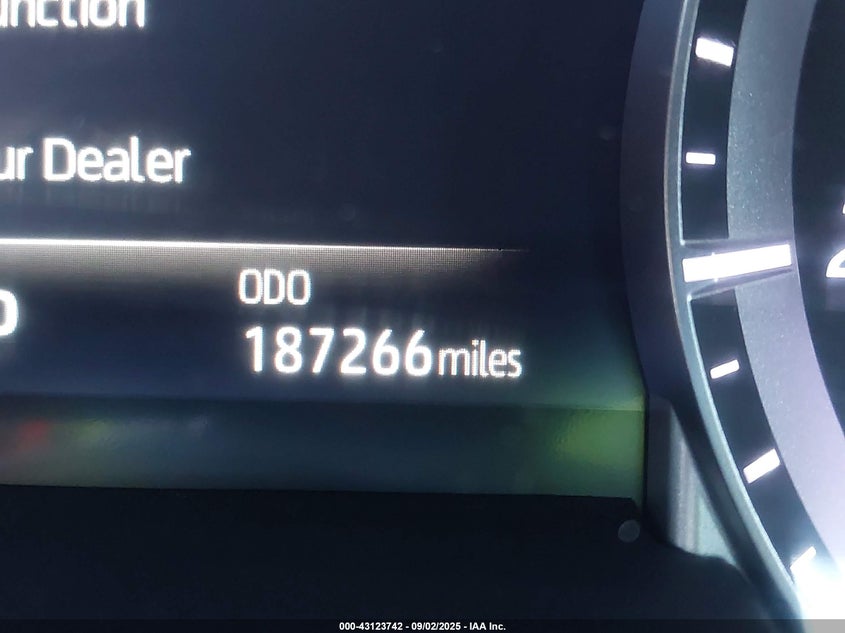 unction
ur Dealer
ODO
187266 miles
000-43123742 - 09/02/2025 - IAA Inc.